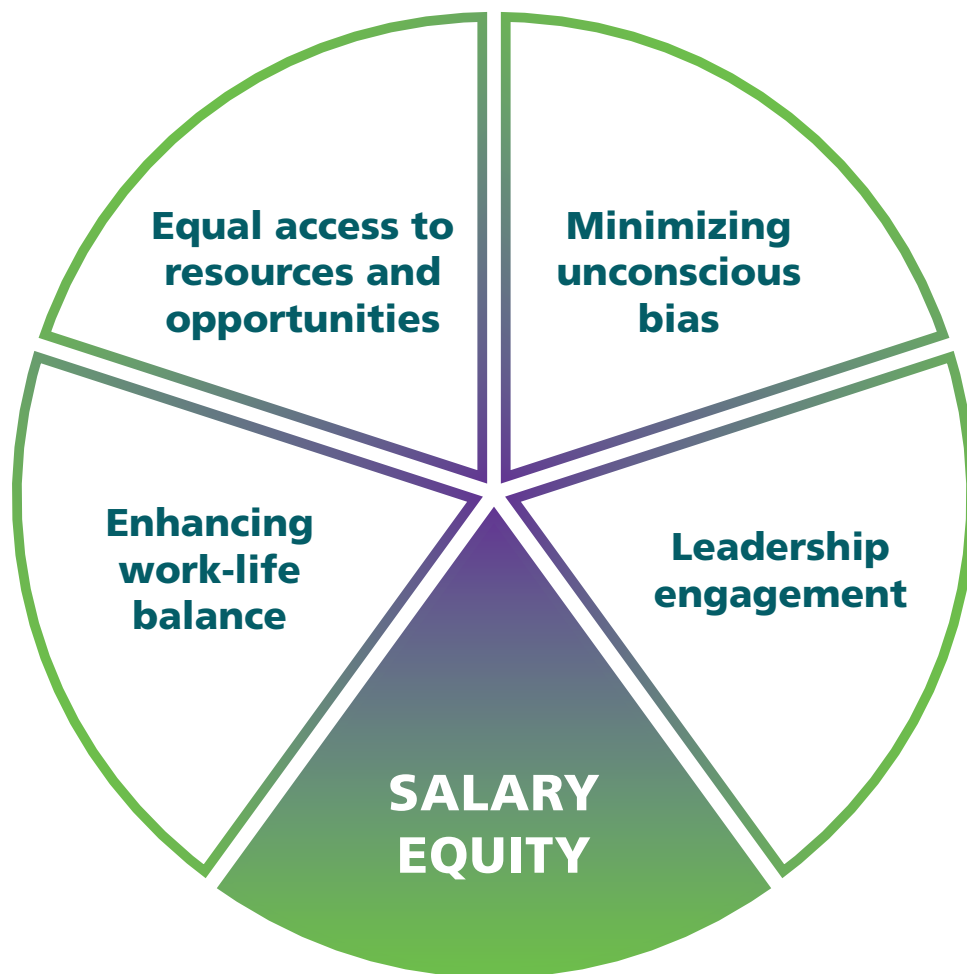 Equal access to
resources and
opportunities
Minimizing
unconscious
bias
Enhancing
work-life
balance
Leadership
engagement
SALARY
EQUITY